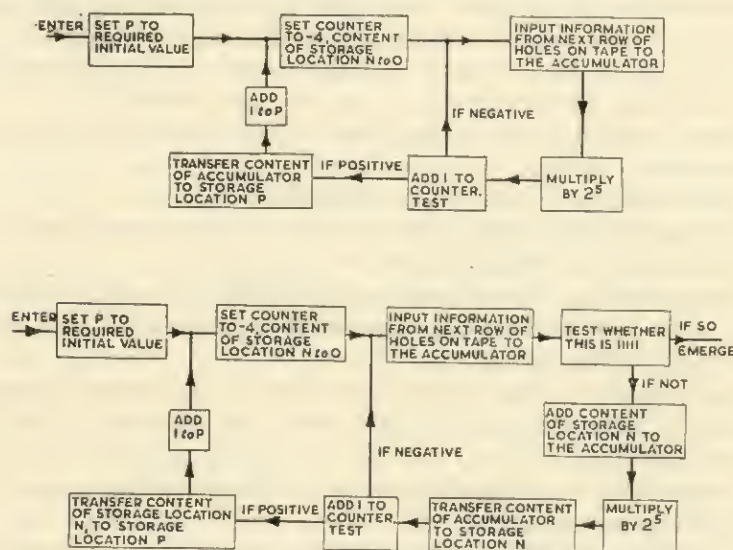 ENTER
SET P TO
REQUIRED
INITIAL VALUE
SET COUNTER
TO-4, CONTENT
OF STORAGE
LOCATION N to O
INPUT INFORMATION
FROM NEXT ROW OF
HOLES ON TAPE TO
THE ACCUMULATOR
ADD
1 to P
IF NEGATIVE
TRANSFER CONTENT
OF ACCUMULATOR
TO STORAGE
LOCATION P
IF POSITIVE
ADD 1 TO
COUNTER.
TEST
MULTIPLY
BY 2⁵
ENTER
SET P TO
REQUIRED
INITIAL VALUE
SET COUNTER
TO-4, CONTENT
OF STORAGE
LOCATION N to O
INPUT INFORMATION
FROM NEXT ROW OF
HOLES ON TAPE TO
THE ACCUMULATOR
TEST WHETHER
THIS IS 11111
IF SO
EMERGE
IF NOT
ADD CONTENT
OF STORAGE
LOCATION N TO
THE ACCUMULATOR
ADD
1 to P
IF NEGATIVE
TRANSFER CONTENT
OF STORAGE LOCATION
N, TO STORAGE
LOCATION P
IF POSITIVE
ADD 1 TO
COUNTER.
TEST
TRANSFER CONTENT
OF ACCUMULATOR
TO STORAGE
LOCATION N
MULTIPLY
BY 2⁵